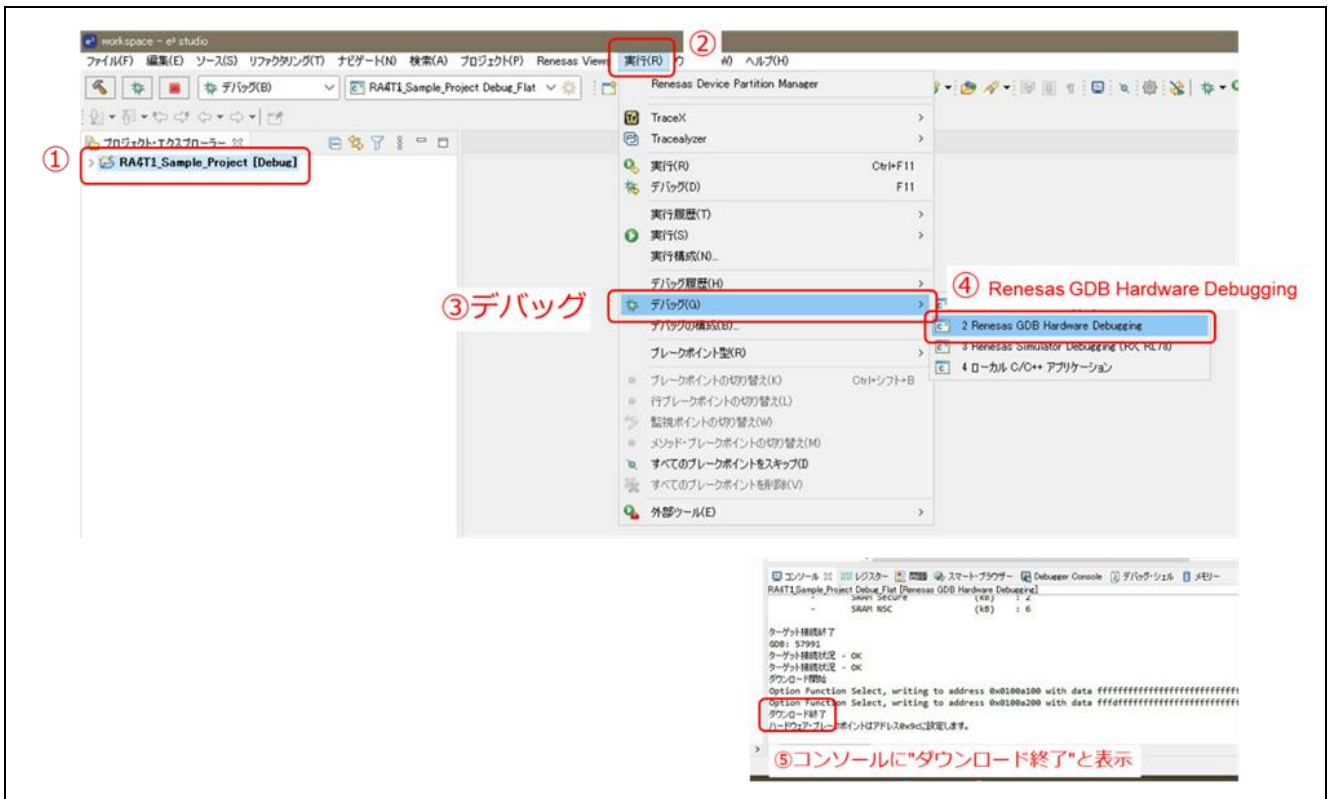 workspace - e² studio
②
ファイル(F) 編集(E) ソース(S) リファクタリング(T) ナビゲート(N) 検索(A) プロジェクト(P) Renesas Views 実行(R) ウ W) ヘルプ(H)
デバッグ(B) RA4T1_Sample_Project Debug_Flat
Renesas Device Partition Manager
TraceX
プロジェクト・エクスプローラー
Tracealyzer
①
RA4T1_Sample_Project [Debug]
実行(R) Ctrl+F11
デバッグ(D) F11
実行履歴(T)
実行(S)
実行構成(N)...
デバッグ履歴(H)
④ Renesas GDB Hardware Debugging
③デバッグ
デバッグ(G)
デバッグの構成(B)...
2 Renesas GDB Hardware Debugging
ブレークポイント型(R)
3 Renesas Simulator Debugging (RX, RL78)
4 ローカル C/C++ アプリケーション
ブレークポイントの切り替え(K) Ctrl+シフト+B
行ブレークポイントの切り替え(L)
監視ポイントの切り替え(W)
メソッド・ブレークポイントの切り替え(M)
すべてのブレークポイントをスキップ(I)
すべてのブレークポイントを削除(V)
外部ツール(E)
コンソール レジスター 問題 スマート・ブラウザー Debugger Console デバッグ・シェル メモリー
RA4T1_Sample_Project Debug_Flat [Renesas GDB Hardware Debugging]
- SRAM Secure (kB) : 2
- SRAM NSC (kB) : 6
ターゲット接続終了
GDB: 57991
ターゲット接続状況 - OK
ターゲット接続状況 - OK
ダウンロード開始
Option Function Select, writing to address 0x0100a100 with data
Option Function Select, writing to address 0x0100a200 with data
ダウンロード終了
ハードウェア・ブレークポイントはアドレス0x9cに設定します。
⑤コンソールに"ダウンロード終了"と表示